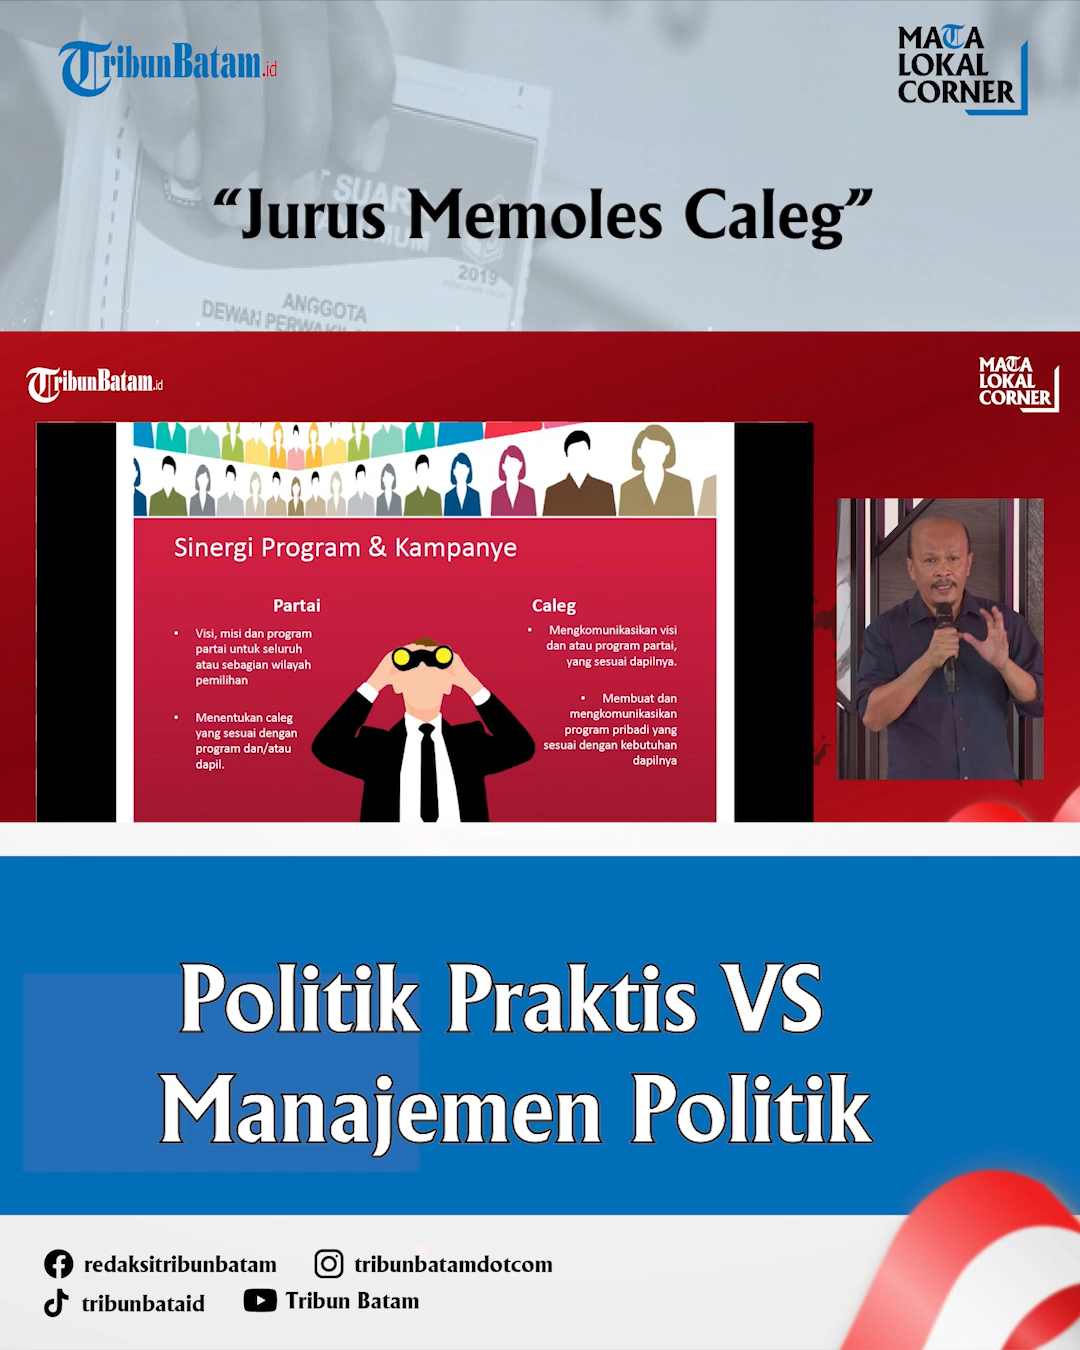 TribunBatam.id
MATA
LOKAL
CORNER
“Jurus Memoles Caleg”
SUARA
2019
ANGGOTA
DEWAN PERWAKIL
TribunBatam.id
MATA
LOKAL
CORNER
Sinergi Program & Kampanye
Partai
• Visi, misi dan program
partai untuk seluruh
atau sebagian wilayah
pemilihan
• Menentukan caleg
yang sesuai dengan
program dan/atau
dapil.
Caleg
• Mengkomunikasikan visi
dan atau program partai,
yang sesuai dapilnya.
• Membuat dan
mengkomunikasikan
program pribadi yang
sesuai dengan kebutuhan
dapilnya
Politik Praktis VS
Manajemen Politik
redaksitribunbatam
tribunbatamdotcom
tribunbataid
Tribun Batam